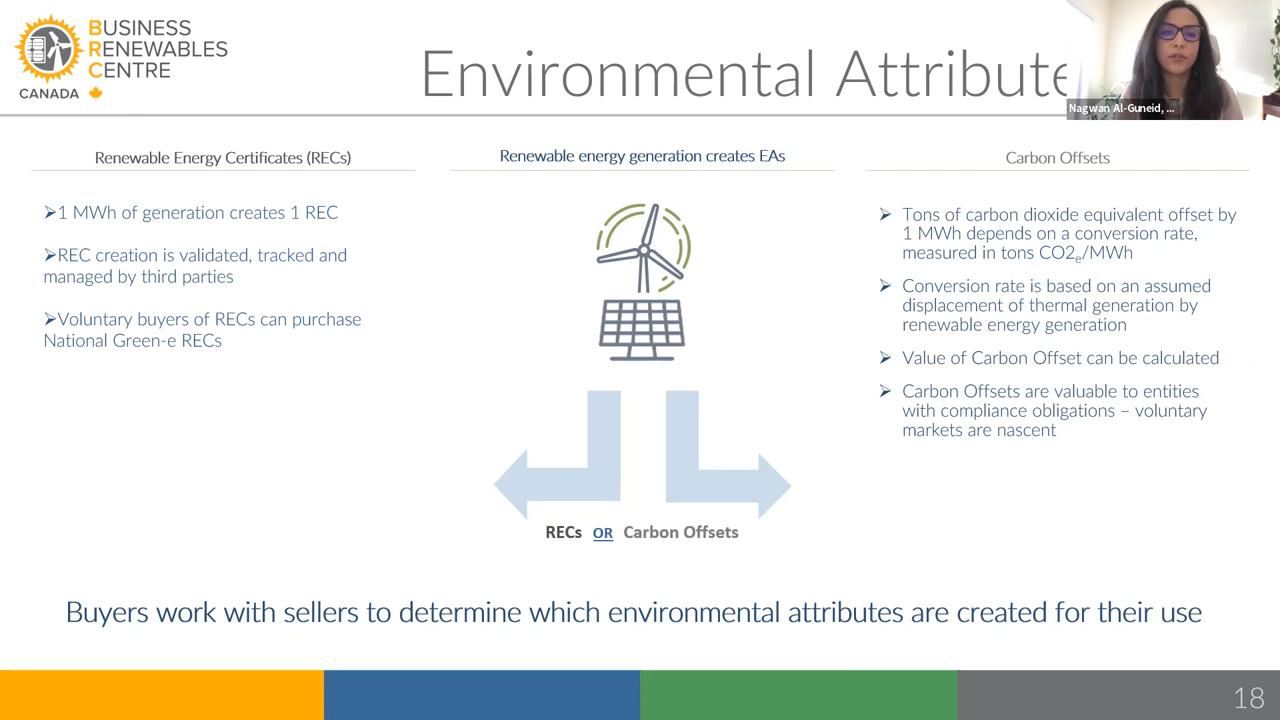 BUSINESS
RENEWABLES
CENTRE
CANADA
Environmental Attribute
Nagwan Al-Guneid, ...
Renewable Energy Certificates (RECs)
➢1 MWh of generation creates 1 REC
➢REC creation is validated, tracked and
managed by third parties
➢Voluntary buyers of RECs can purchase
National Green-e RECs
Renewable energy generation creates EAs
RECs OR Carbon Offsets
Carbon Offsets
➢ Tons of carbon dioxide equivalent offset by
1 MWh depends on a conversion rate,
measured in tons CO2e/MWh
➢ Conversion rate is based on an assumed
displacement of thermal generation by
renewable energy generation
➢ Value of Carbon Offset can be calculated
➢ Carbon Offsets are valuable to entities
with compliance obligations – voluntary
markets are nascent
Buyers work with sellers to determine which environmental attributes are created for their use
18